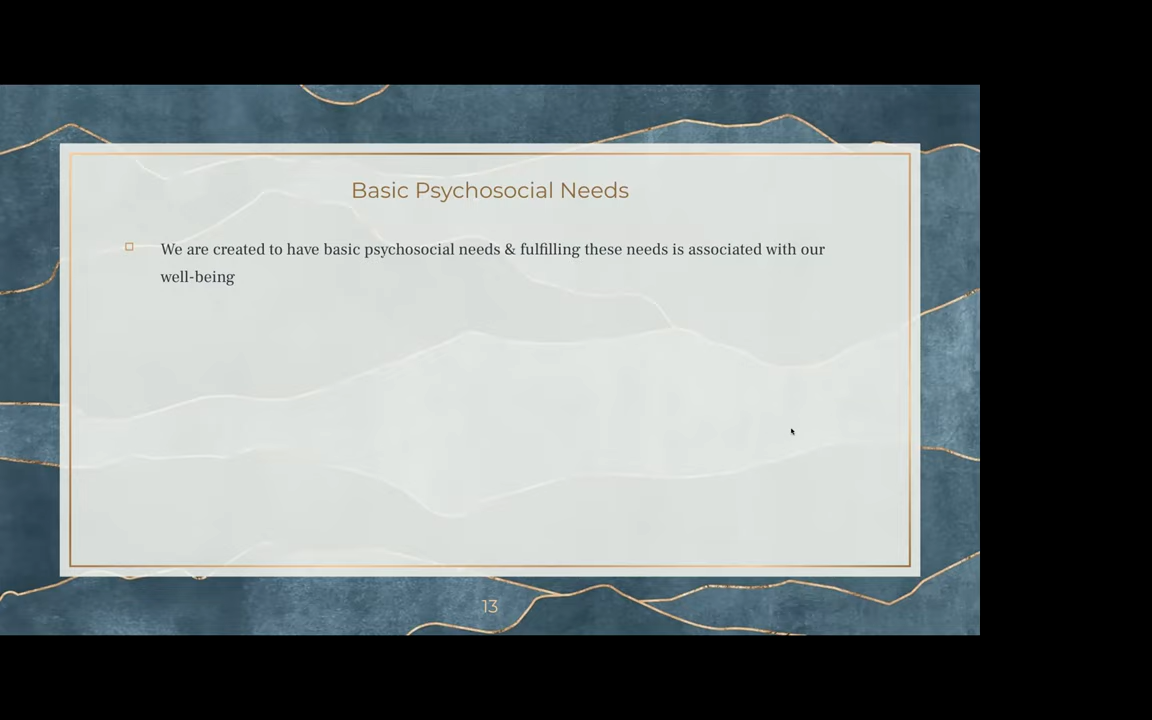 Basic Psychosocial Needs
We are created to have basic psychosocial needs & fulfilling these needs is associated with our
well-being
13